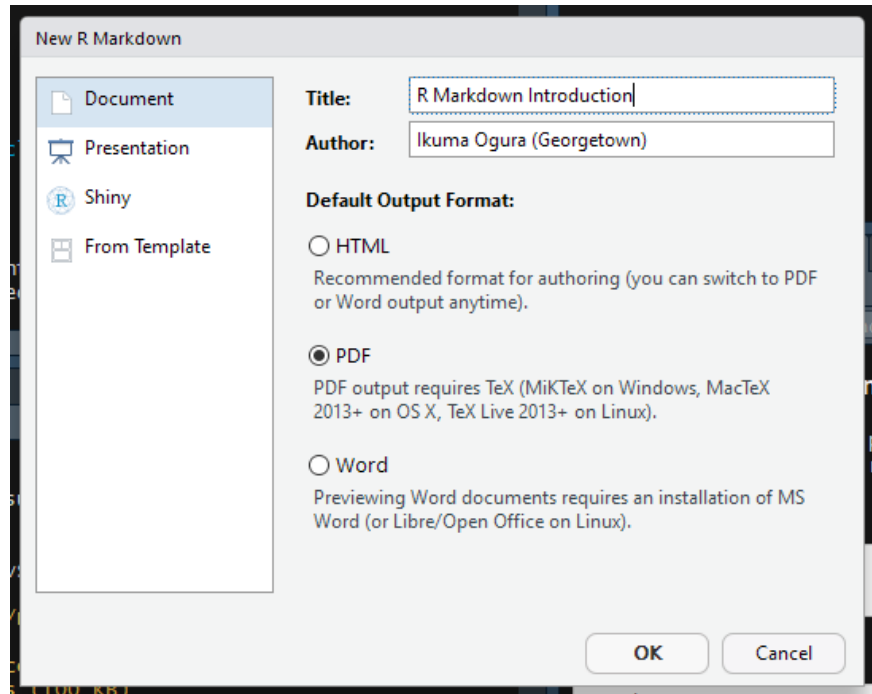 New R Markdown
Document
Presentation
Shiny
From Template
Title:
R Markdown Introduction
Author:
Ikuma Ogura (Georgetown)
Default Output Format:
HTML
Recommended format for authoring (you can switch to PDF
or Word output anytime).
PDF
PDF output requires TeX (MiKTeX on Windows, MacTeX
2013+ on OS X, TeX Live 2013+ on Linux).
Word
Previewing Word documents requires an installation of MS
Word (or Libre/Open Office on Linux).
OK
Cancel